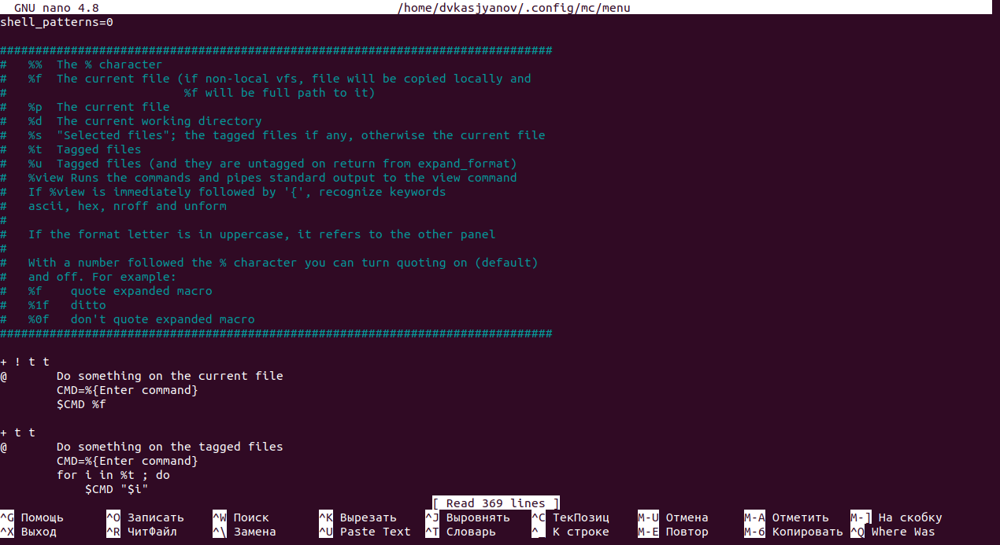 GNU nano 4.8 /home/dvkasjyanov/.config/mc/menu
shell_patterns=0
##############################################################################
# %% The % character
# %f The current file (if non-local vfs, file will be copied locally and
# %f will be full path to it)
# %p The current file
# %d The current working directory
# %s "Selected files"; the tagged files if any, otherwise the current file
# %t Tagged files
# %u Tagged files (and they are untagged on return from expand_format)
# %view Runs the commands and pipes standard output to the view command
# If %view is immediately followed by '{', recognize keywords
# ascii, hex, nroff and unform
#
# If the format letter is in uppercase, it refers to the other panel
#
# With a number followed the % character you can turn quoting on (default)
# and off. For example:
# %f quote expanded macro
# %1f ditto
# %0f don't quote expanded macro
##############################################################################
+ ! t t
@ Do something on the current file
CMD=%{Enter command}
$CMD %f
+ t t
@ Do something on the tagged files
CMD=%{Enter command}
for i in %t ; do
$CMD "$i"
[ Read 369 lines ]
^G Помощь ^O Записать ^W Поиск ^K Вырезать ^J Выровнять ^C ТекПозиц M-U Отмена M-A Отметить M-] На скобку
^X Выход ^R ЧитФайл ^\ Замена ^U Paste Text ^T Словарь ^_ К строке M-E Повтор M-6 Копировать ^Q Where Was